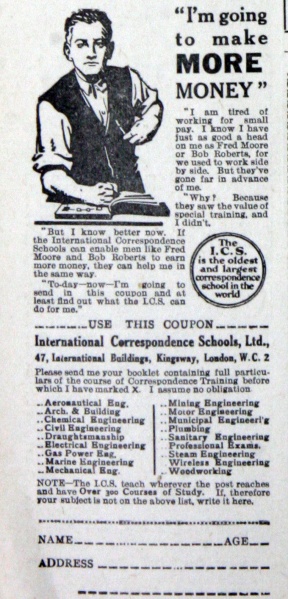 "I'm going
to make
MORE
MONEY"
"I am tired of
working for small
pay. I know I have
just as good a head
on me as Fred Moore
or Bob Roberts, for
we used to work side
by side. But they've
gone far in advance
of me.
"Why? Because
they saw the value of
special training, and
I didn't.
"But I know better now. If
the International Correspondence
Schools can enable men like Fred
Moore and Bob Roberts to earn
more money, they can help me in
the same way.
"To-day—now—I'm going to
send in this coupon and at
least find out what the I.C.S. can
do for me."
The
I.C.S.
is the oldest
and largest
correspondence
school in the
world
USE THIS COUPON
International Correspondence Schools, Ltd.,
47, International Buildings, Kingsway, London, W.C. 2
Please send me your booklet containing full particu-
lars of the course of Correspondence Training before
which I have marked X. I assume no obligation
..Aeronautical Eng.
..Arch. & Building
..Chemical Engineering
..Civil Engineering
..Draughtsmanship
..Electrical Engineering
..Gas Power Eng.
..Marine Engineering
..Mechanical Eng.
..Mining Engineering
..Motor Engineering
..Municipal Engineeri'g
..Plumbing
..Sanitary Engineering
..Professional Exams.
..Steam Engineering
..Wireless Engineering
..Woodworking
NOTE—The I.C.S. teach wherever the post reaches
and have Over 300 Courses of Study. If, therefore
your subject is not on the above list, write it here.
NAME AGE
ADDRESS